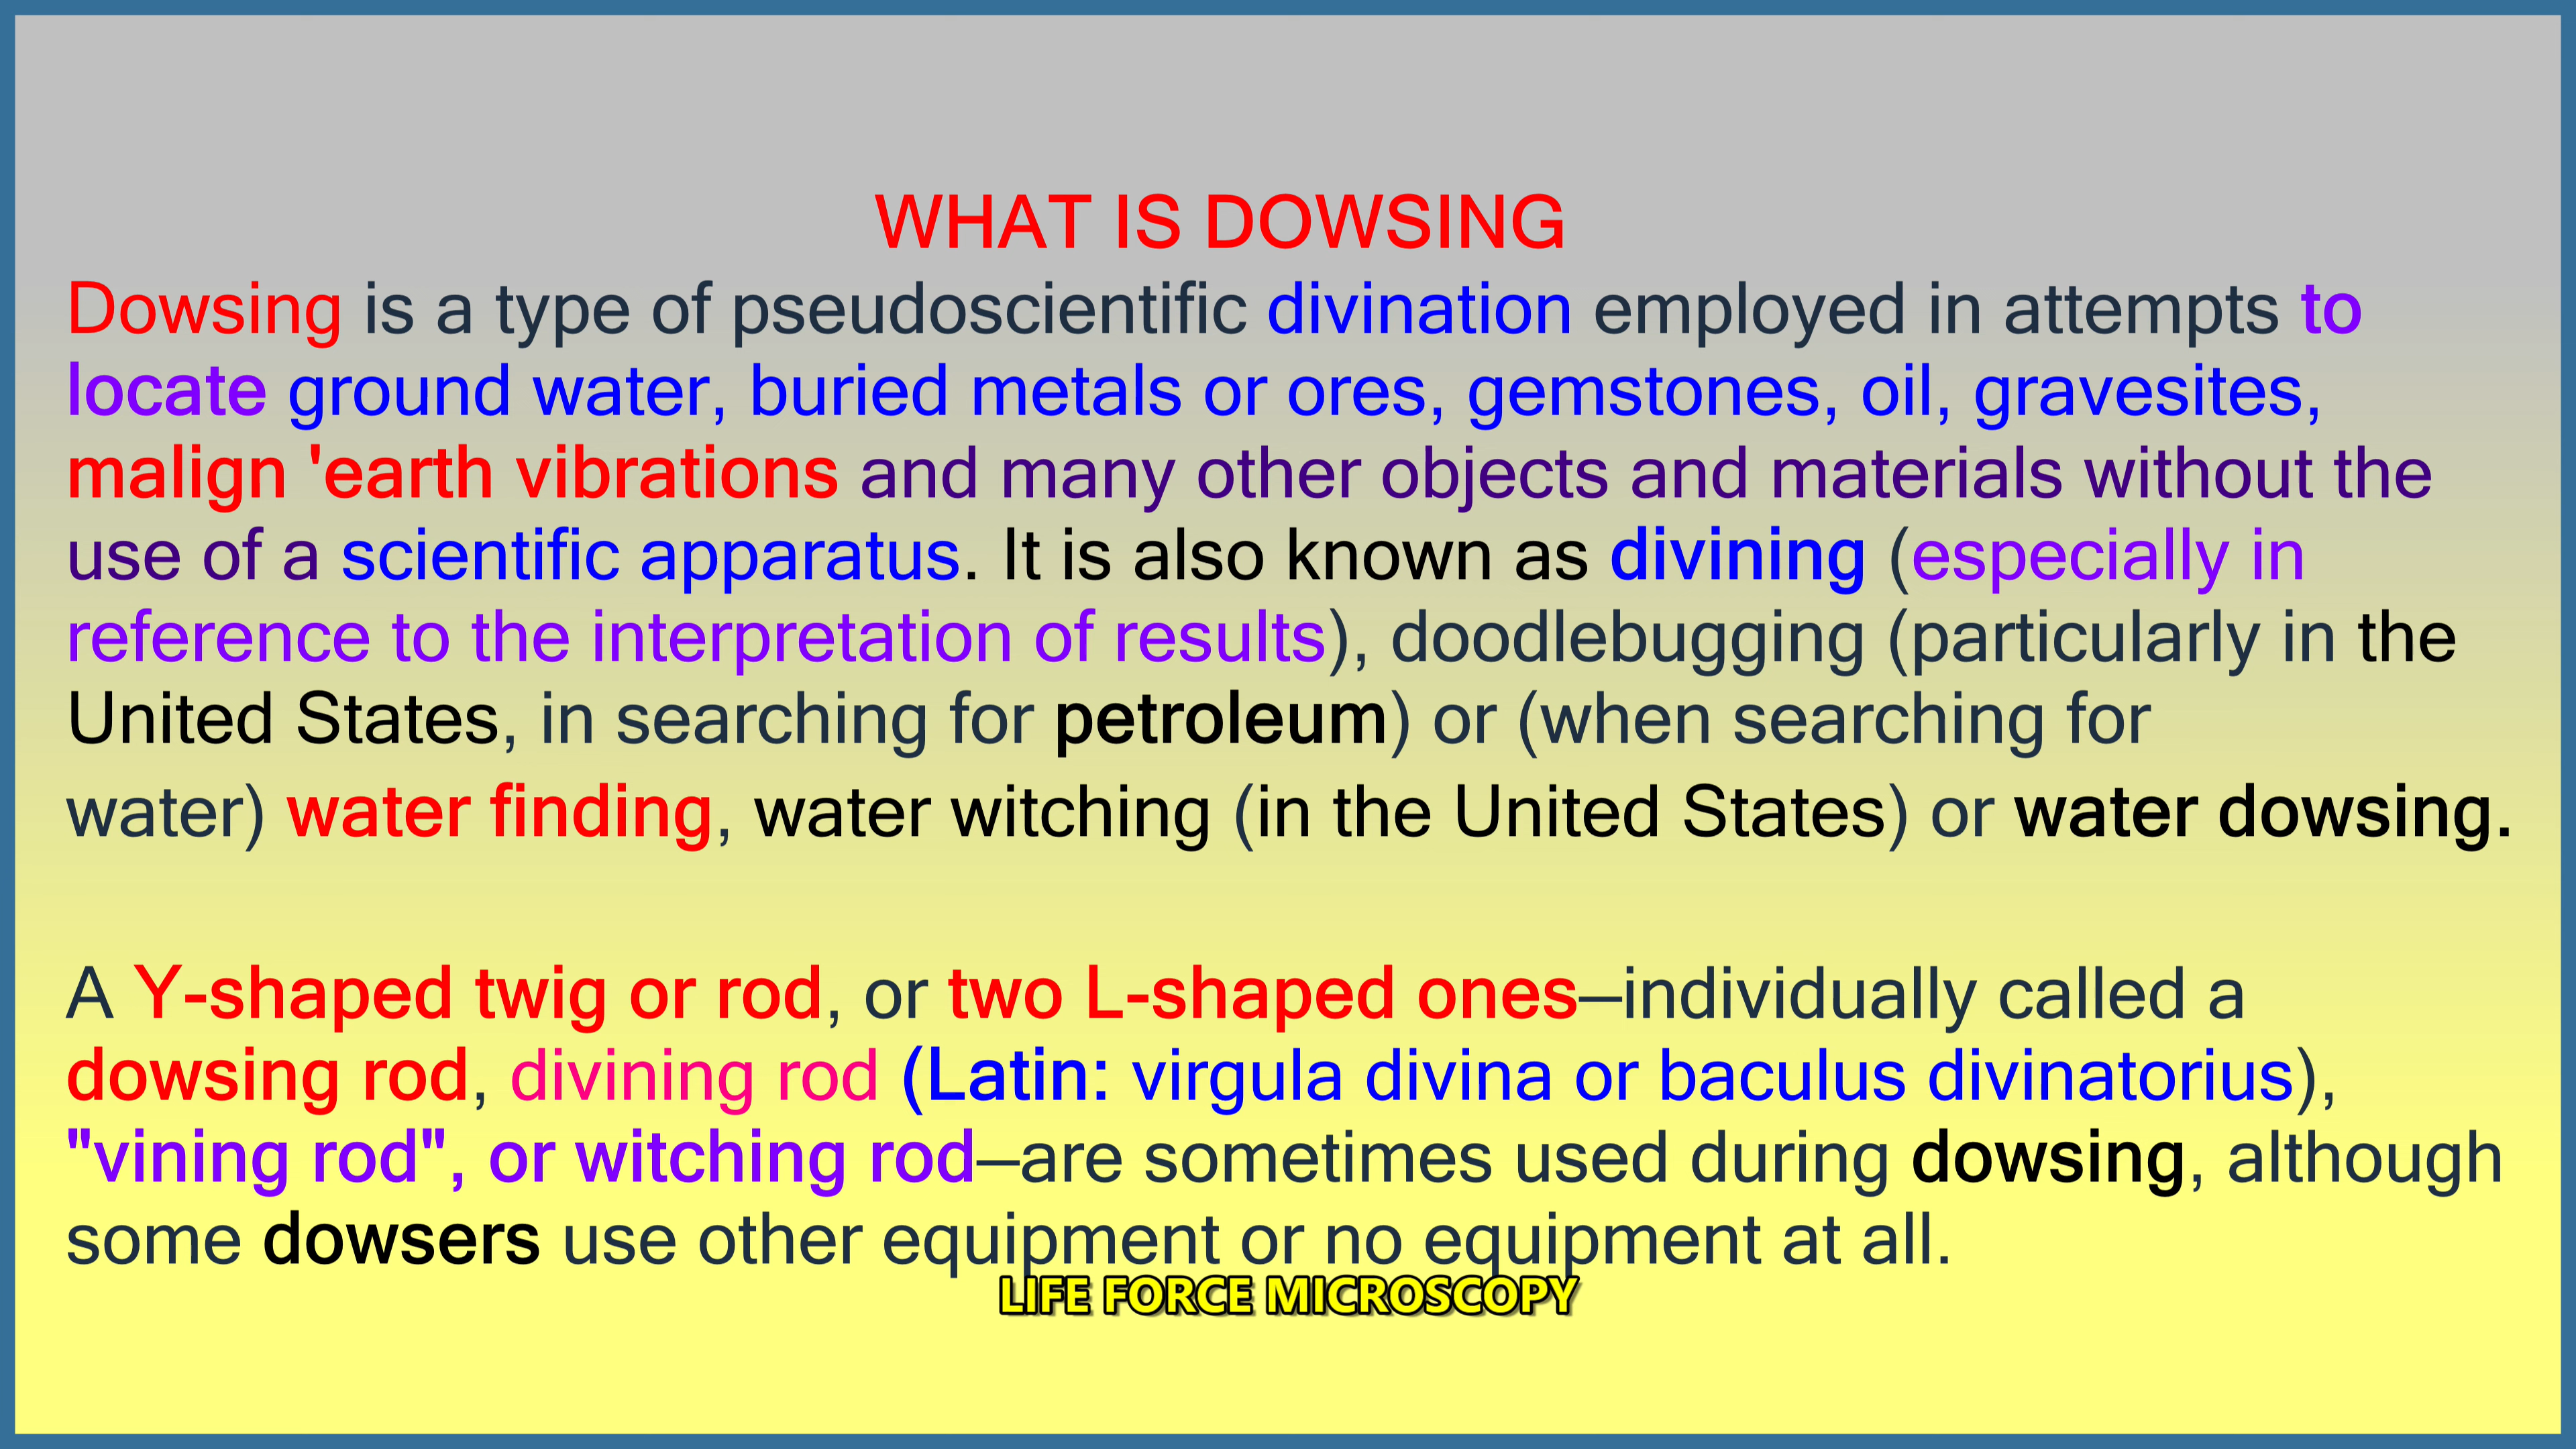 WHAT IS DOWSING
Dowsing is a type of pseudoscientific divination employed in attempts to
locate ground water, buried metals or ores, gemstones, oil, gravesites,
malign 'earth vibrations and many other objects and materials without the
use of a scientific apparatus. It is also known as divining (especially in
reference to the interpretation of results), doodlebugging (particularly in the
United States, in searching for petroleum) or (when searching for
water) water finding, water witching (in the United States) or water dowsing.
A Y-shaped twig or rod, or two L-shaped ones—individually called a
dowsing rod, divining rod (Latin: virgula divina or baculus divinatorius),
"vining rod", or witching rod—are sometimes used during dowsing, although
some dowsers use other equipment or no equipment at all.
LIFE FORCE MICROSCOPY